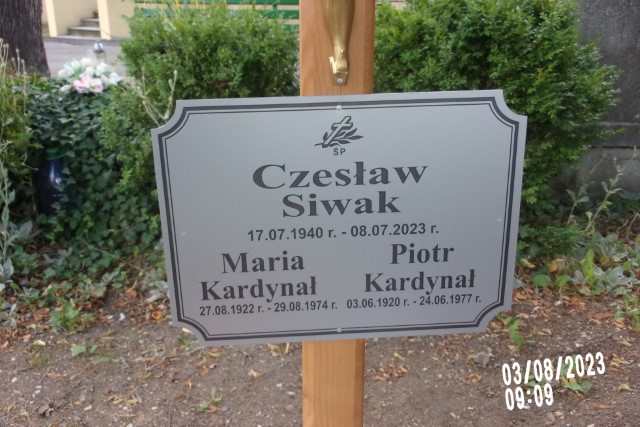 ŚP
Czesław
Siwak
17.07.1940 r. - 08.07.2023 r.
Maria
Kardynał
27.08.1922 r. - 29.08.1974 r.
Piotr
Kardynał
03.06.1920 r. - 24.06.1977 r.
03/08/2023
09:09